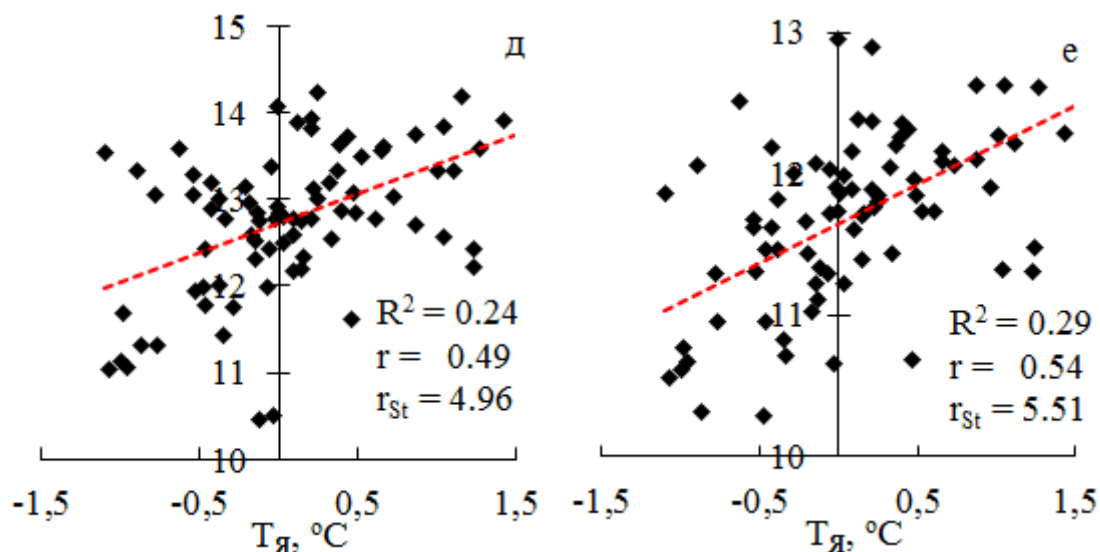 д
15
14
13
12
11
10
R² = 0.24
r = 0.49
r_St = 4.96
-1,5 -0,5 0,5 1,5
Tя, °C
е
13
12
11
10
R² = 0.29
r = 0.54
r_St = 5.51
-1,5 -0,5 0,5 1,5
Tя, °C